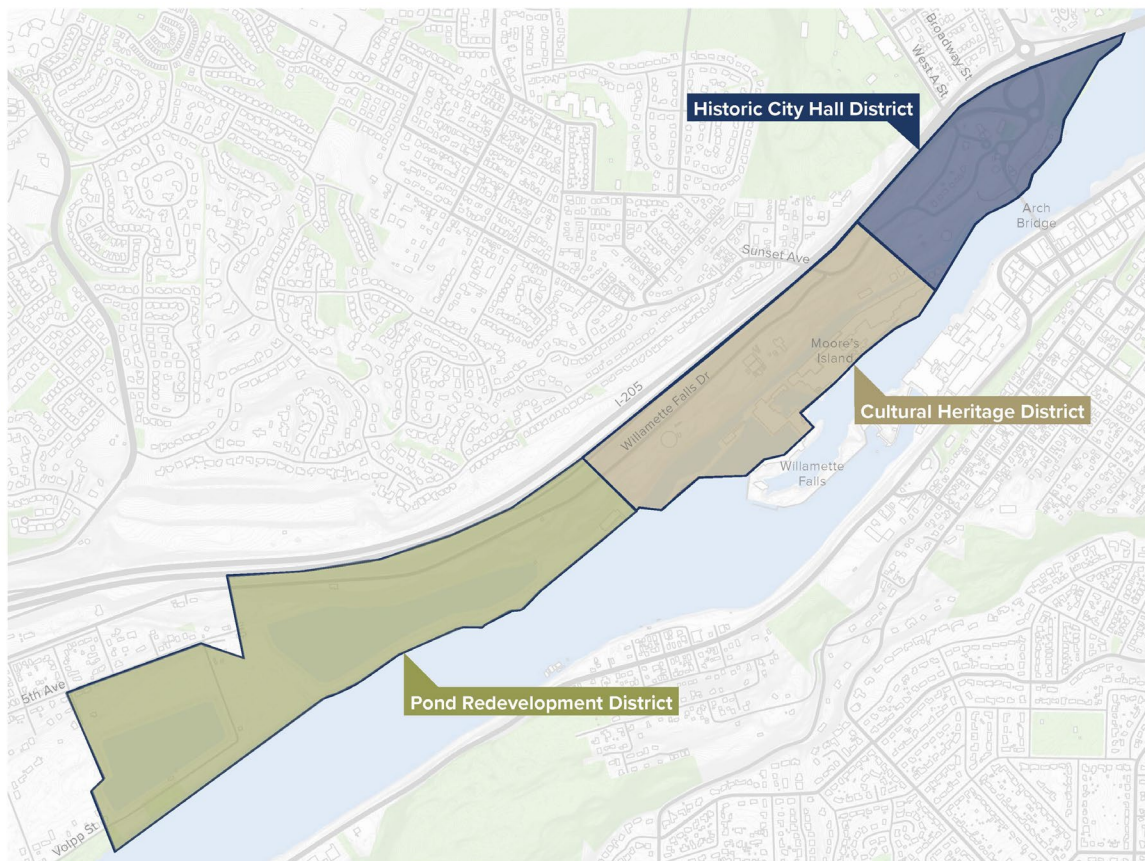 Broadway St
West A St
Historic City Hall District
Arch
Bridge
Sunset Ave
Moore's
Island
I-205
Willamette Falls Dr
Cultural Heritage District
Willamette
Falls
5th Ave
Pond Redevelopment District
Volpp St